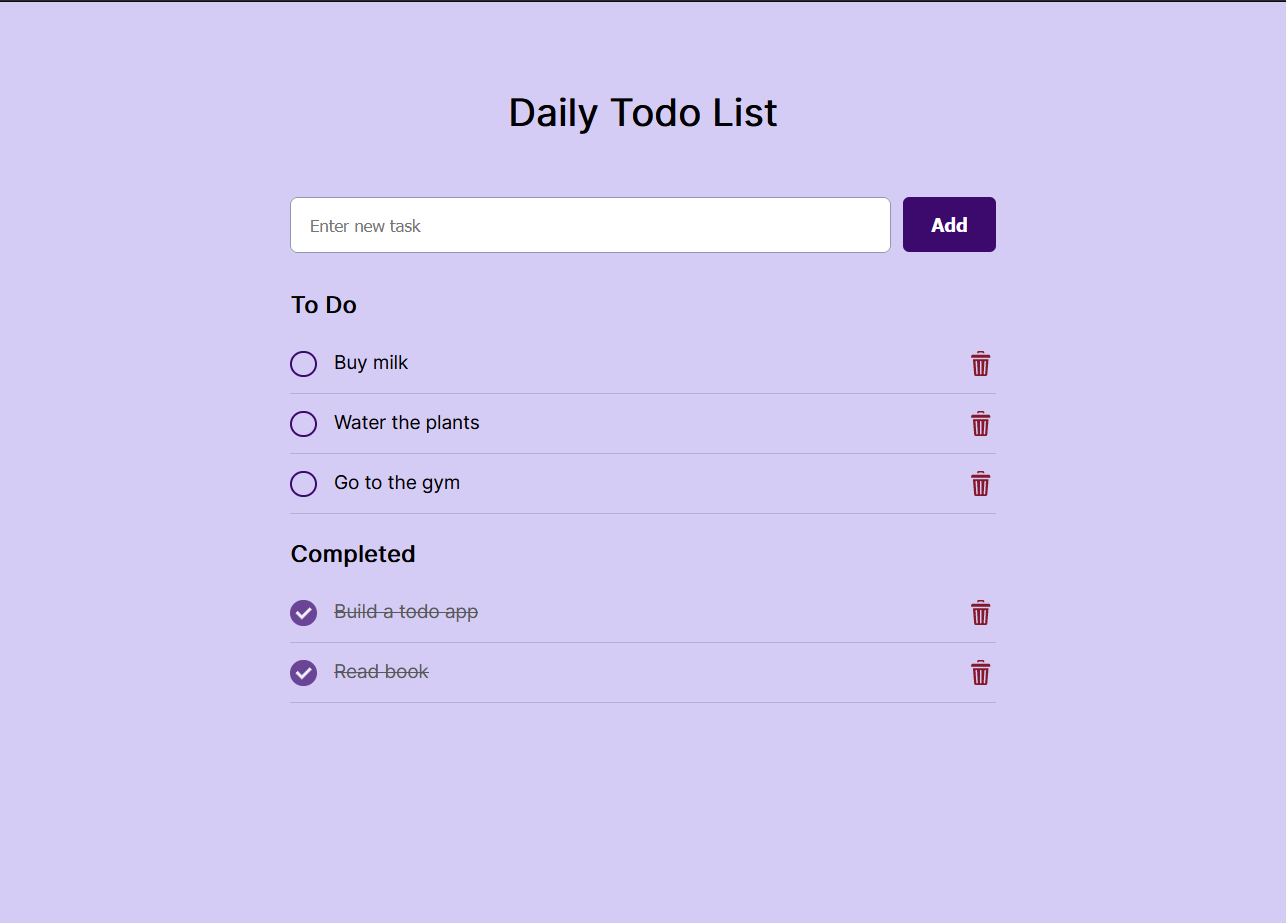 Daily Todo List
Enter new task
Add
To Do
Buy milk
Water the plants
Go to the gym
Completed
Build a todo app
Read book